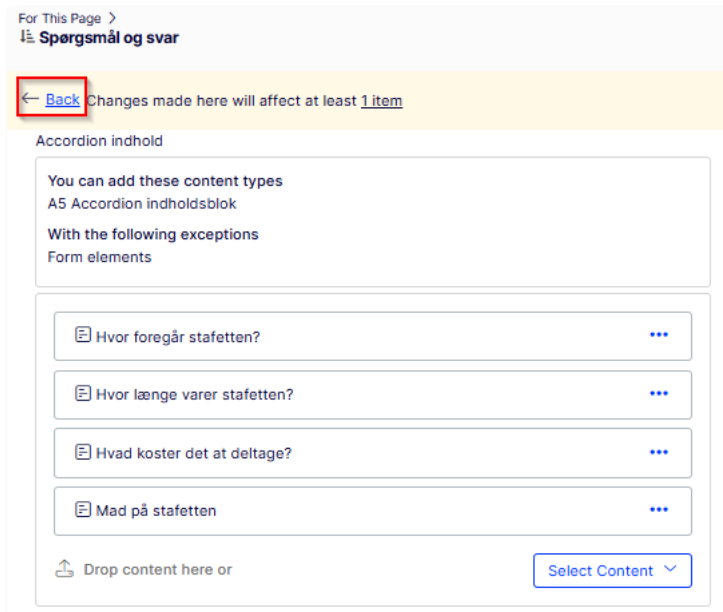 For This Page >
Spørgsmål og svar
← Back Changes made here will affect at least 1 item
Accordion indhold
You can add these content types
A5 Accordion indholdsblok
With the following exceptions
Form elements
Hvor foregår stafetten?
Hvor længe varer stafetten?
Hvad koster det at deltage?
Mad på stafetten
Drop content here or
Select Content